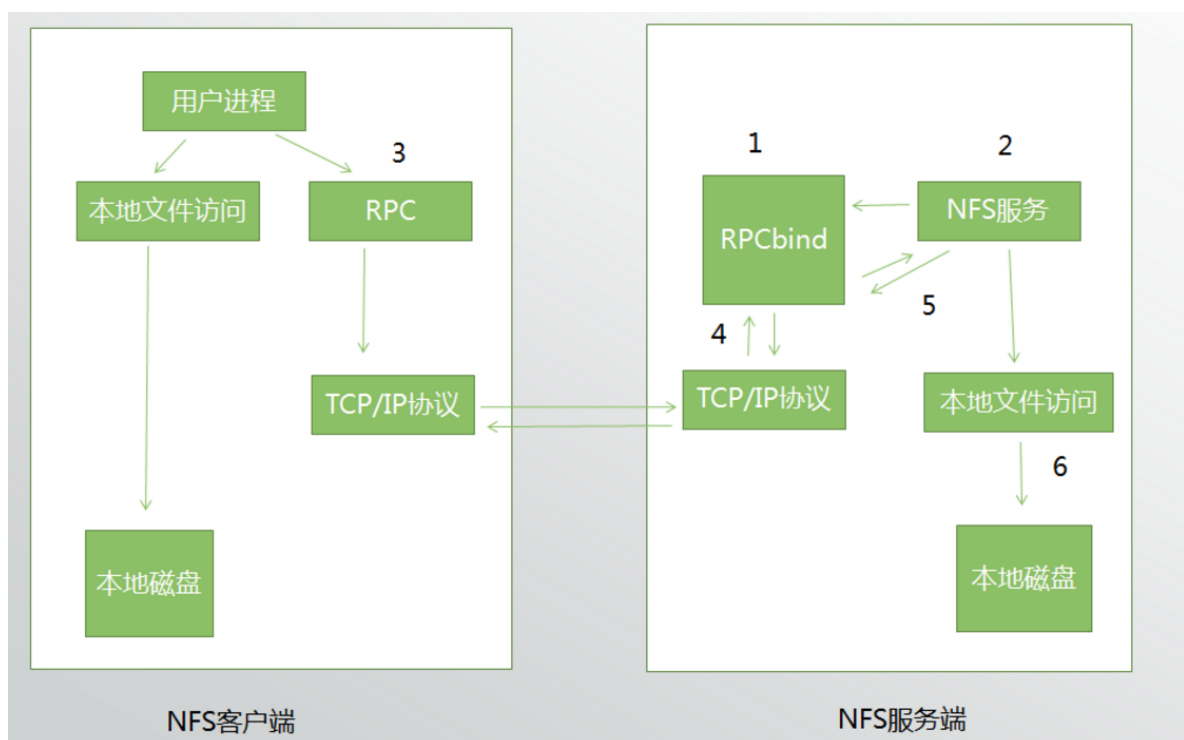 用户进程
3
本地文件访问
RPC
TCP/IP协议
本地磁盘
NFS客户端
1
2
RPCbind
NFS服务
5
4
TCP/IP协议
本地文件访问
6
本地磁盘
NFS服务端